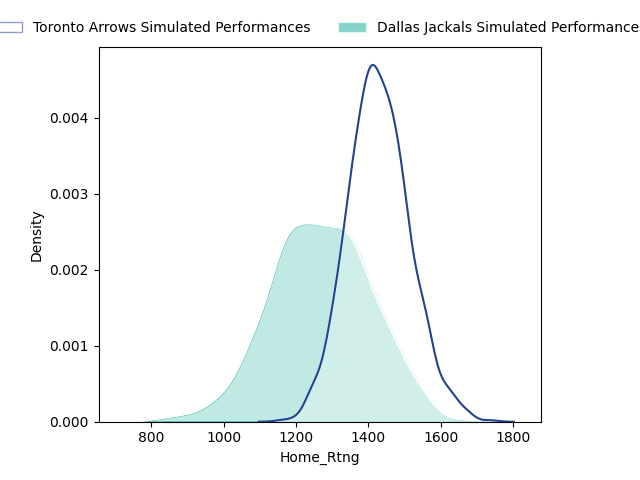 Toronto Arrows Simulated Performances
Dallas Jackals Simulated Performance
Density
0.004
0.003
0.002
0.001
0.000
800 1000 1200 1400 1600 1800
Home_Rtng